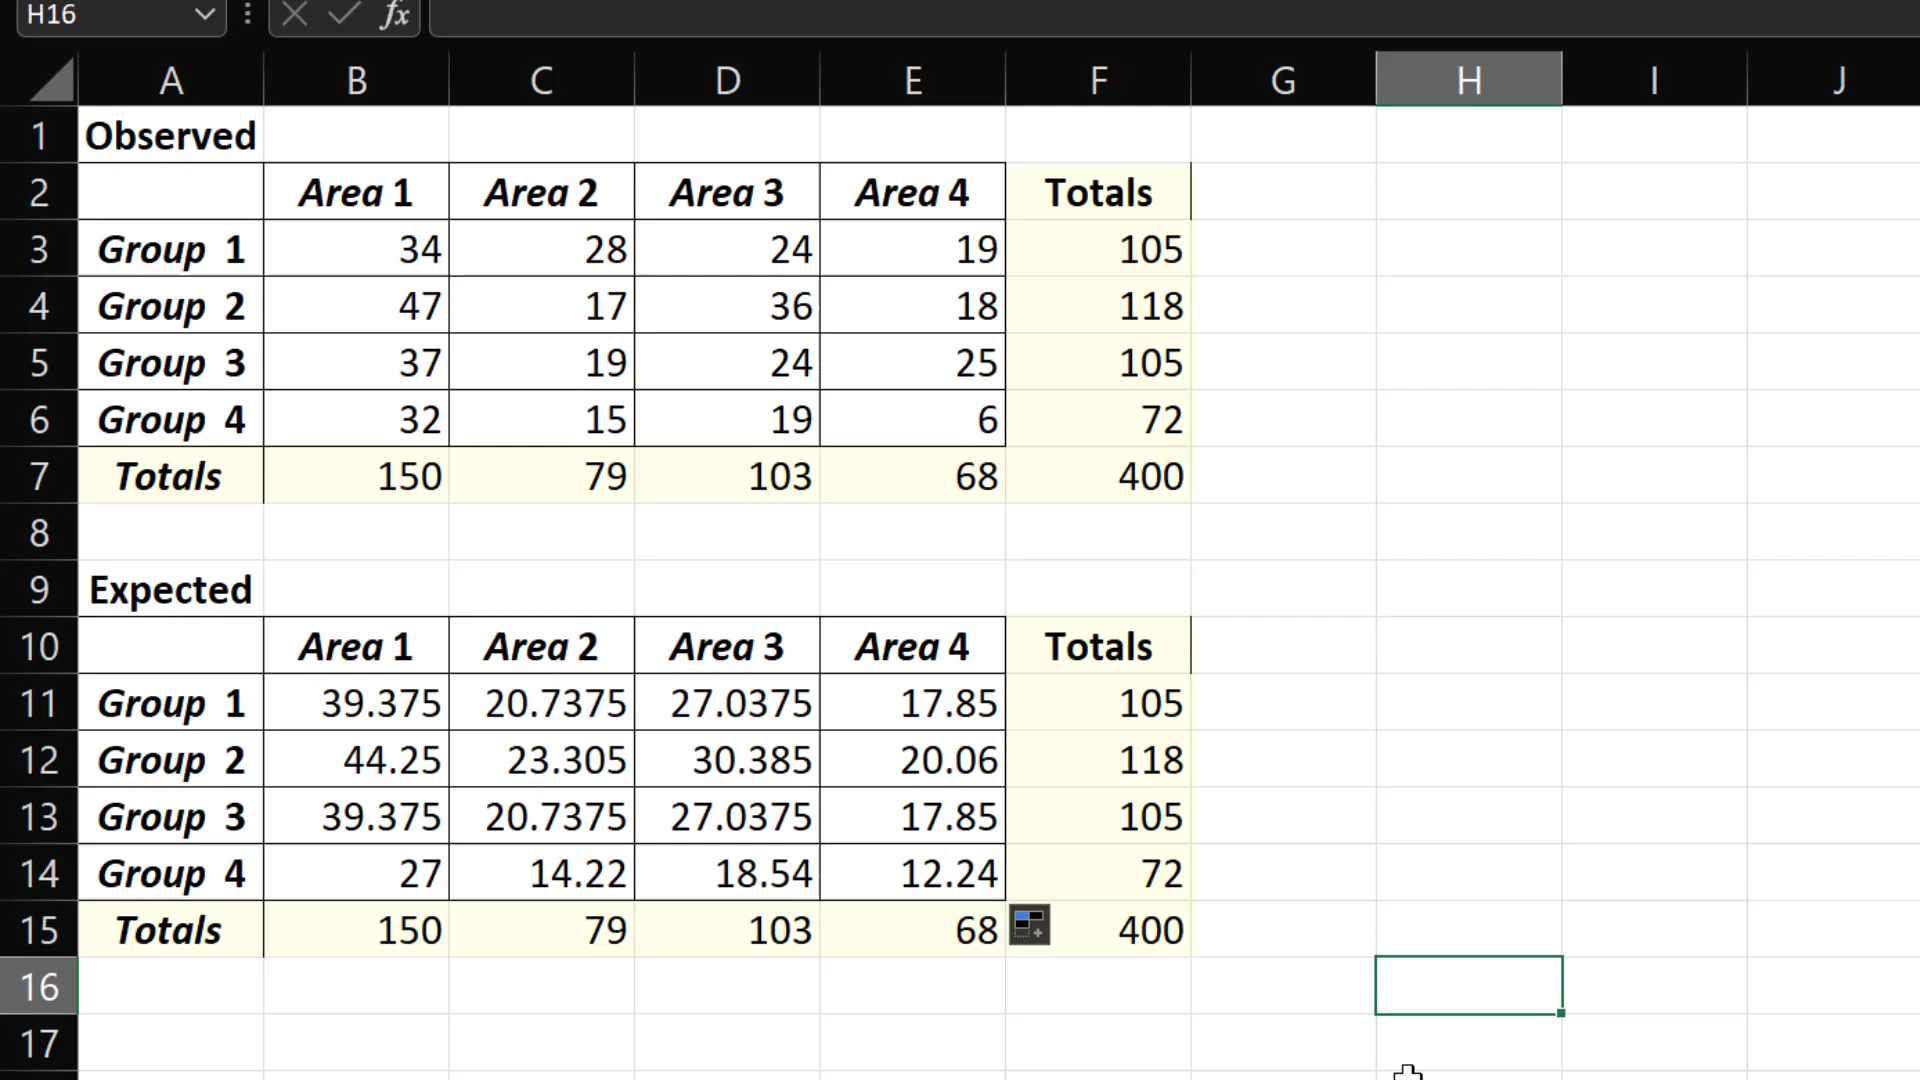 H16 fx
A B C D E F G H I J
1 Observed
2 Area 1 Area 2 Area 3 Area 4 Totals
3 Group 1 34 28 24 19 105
4 Group 2 47 17 36 18 118
5 Group 3 37 19 24 25 105
6 Group 4 32 15 19 6 72
7 Totals 150 79 103 68 400
8
9 Expected
10 Area 1 Area 2 Area 3 Area 4 Totals
11 Group 1 39.375 20.7375 27.0375 17.85 105
12 Group 2 44.25 23.305 30.385 20.06 118
13 Group 3 39.375 20.7375 27.0375 17.85 105
14 Group 4 27 14.22 18.54 12.24 72
15 Totals 150 79 103 68 400
16
17